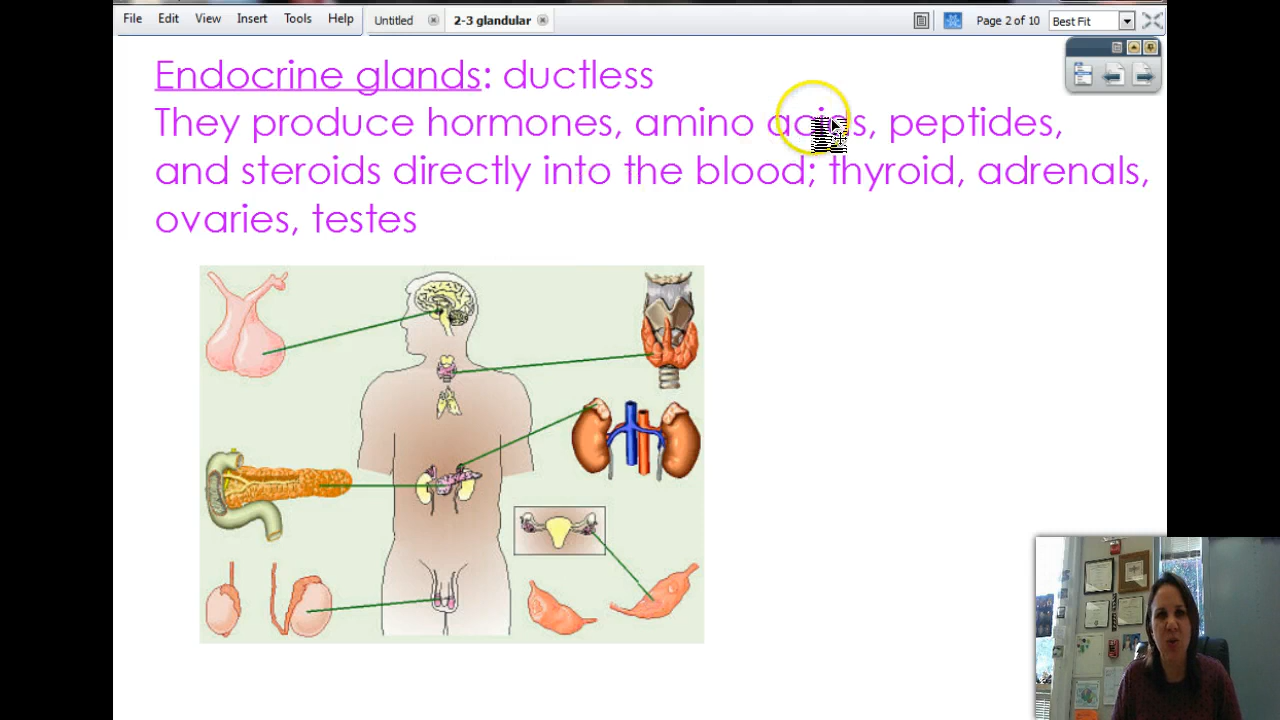 File Edit View Insert Tools Help Untitled 2-3 glandular Page 2 of 10 Best Fit
Endocrine glands: ductless
They produce hormones, amino acids, peptides,
and steroids directly into the blood; thyroid, adrenals,
ovaries, testes